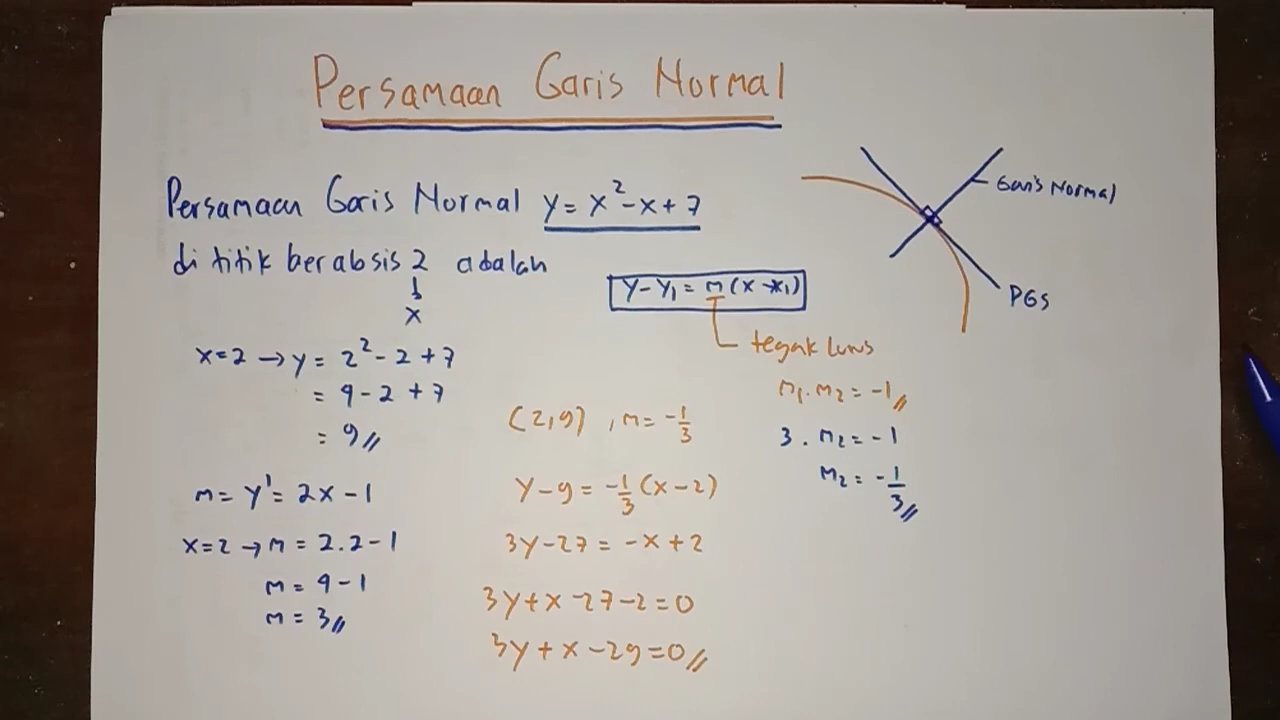 Persamaan Garis Normal
Persamaan Garis Normal y = x² - x + 7
di titik berabsis 2 adalah
x
x=2 → y = 2² - 2 + 7
= 4 - 2 + 7
= 9 //
m = y' = 2x - 1
x=2 → m = 2.2 - 1
m = 4 - 1
m = 3 //
y - y₁ = m (x - x₁)
tegak lurus
m₁. m₂ = -1 //
3 . m₂ = -1
m₂ = -1/3 //
(2,9) , m = -1/3
y - 9 = -1/3 (x - 2)
3y - 27 = -x + 2
3y + x - 27 - 2 = 0
3y + x - 29 = 0 //
Garis Normal
PGS